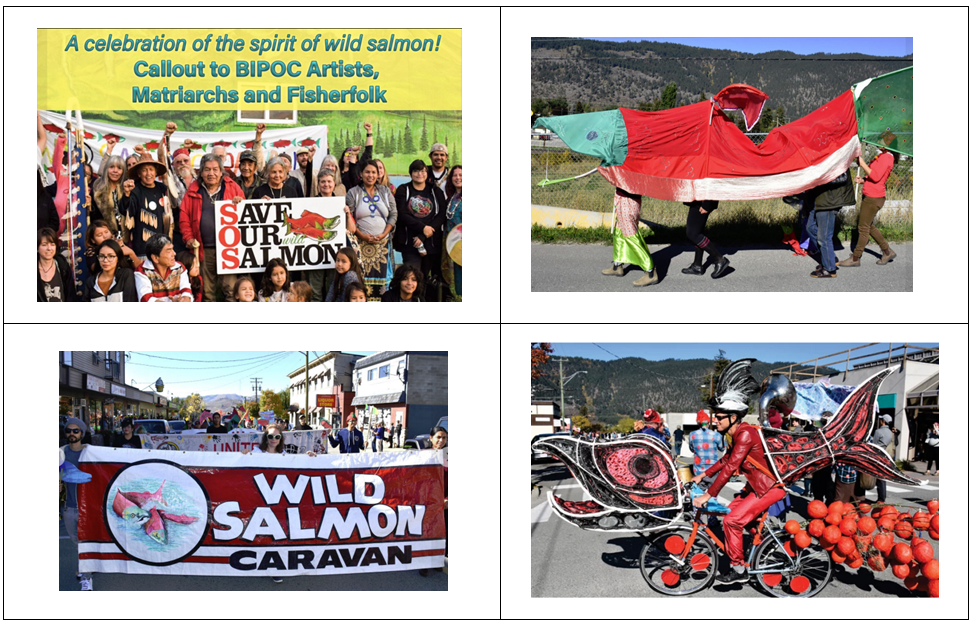 A celebration of the spirit of wild salmon!
Callout to BIPOC Artists,
Matriarchs and Fisherfolk
SAVE
OUR
wild
SALMON
UNITE
WILD
SALMON
CARAVAN